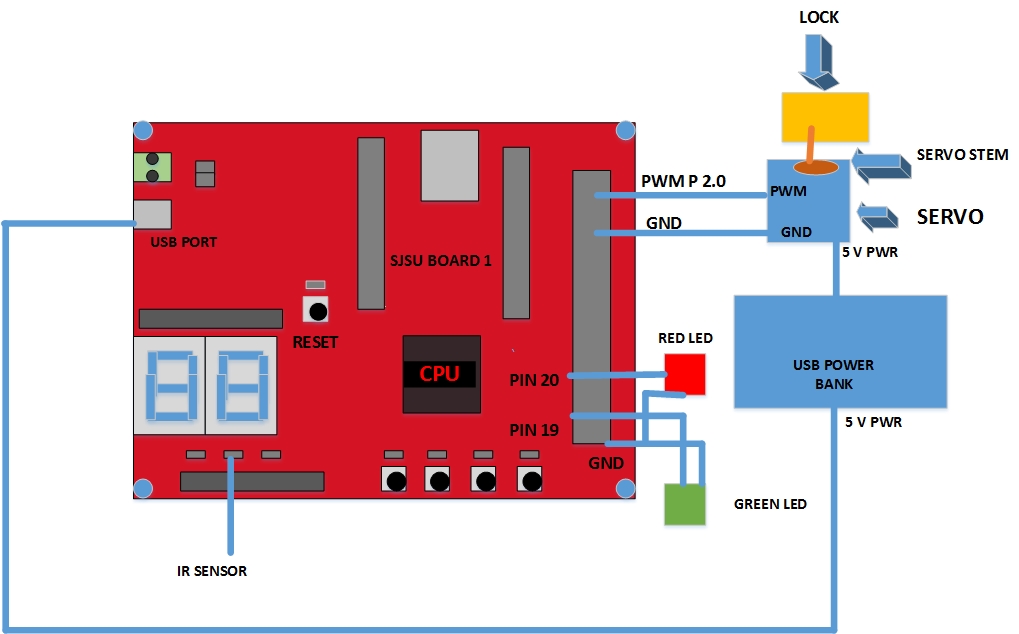 LOCK
SERVO STEM
PWM P 2.0
PWM
SERVO
GND
GND
USB PORT
5 V PWR
SJSU BOARD 1
RESET
RED LED
USB POWER
BANK
CPU
PIN 20
5 V PWR
PIN 19
GND
GREEN LED
IR SENSOR